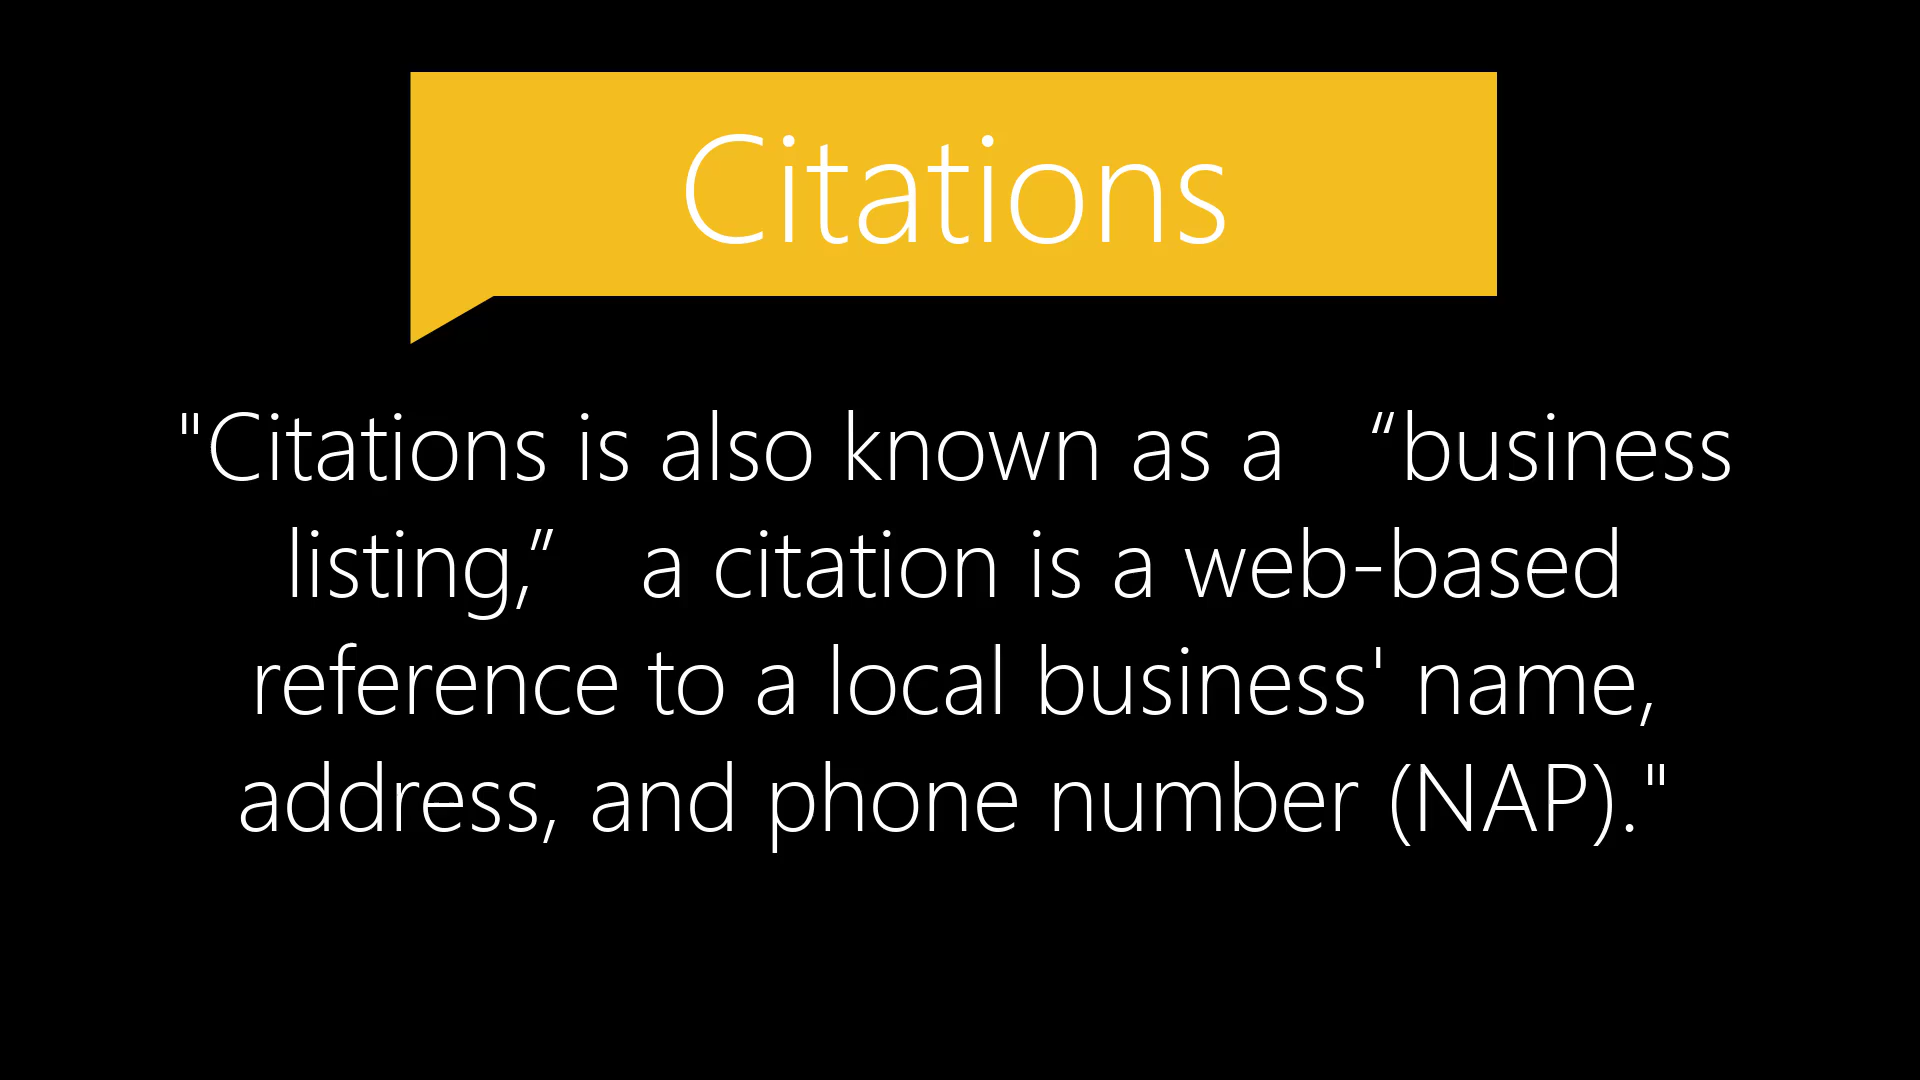 Citations
"Citations is also known as a “business
listing,” a citation is a web-based
reference to a local business' name,
address, and phone number (NAP)."